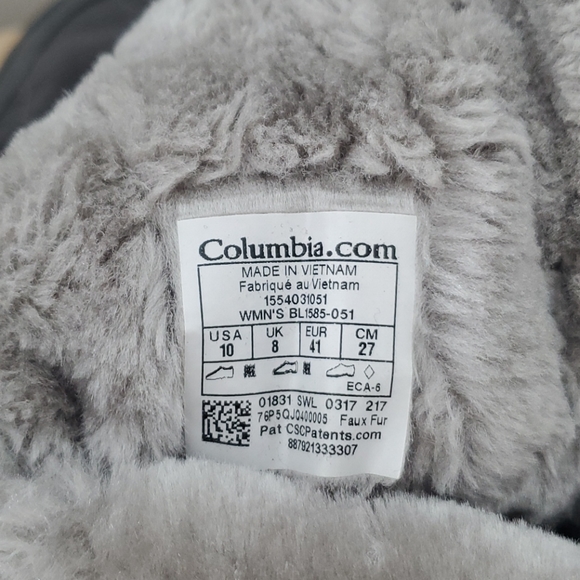 Columbia.com
MADE IN VIETNAM
Fabriqué au Vietnam
1554031051
WMN'S BL1585-051
USA UK EUR CM
10 8 41 27
ECA-6
01831 SWL 0317 217
76P5QJ0400005 Faux Fur
Pat CSCPatents.com
887921333307